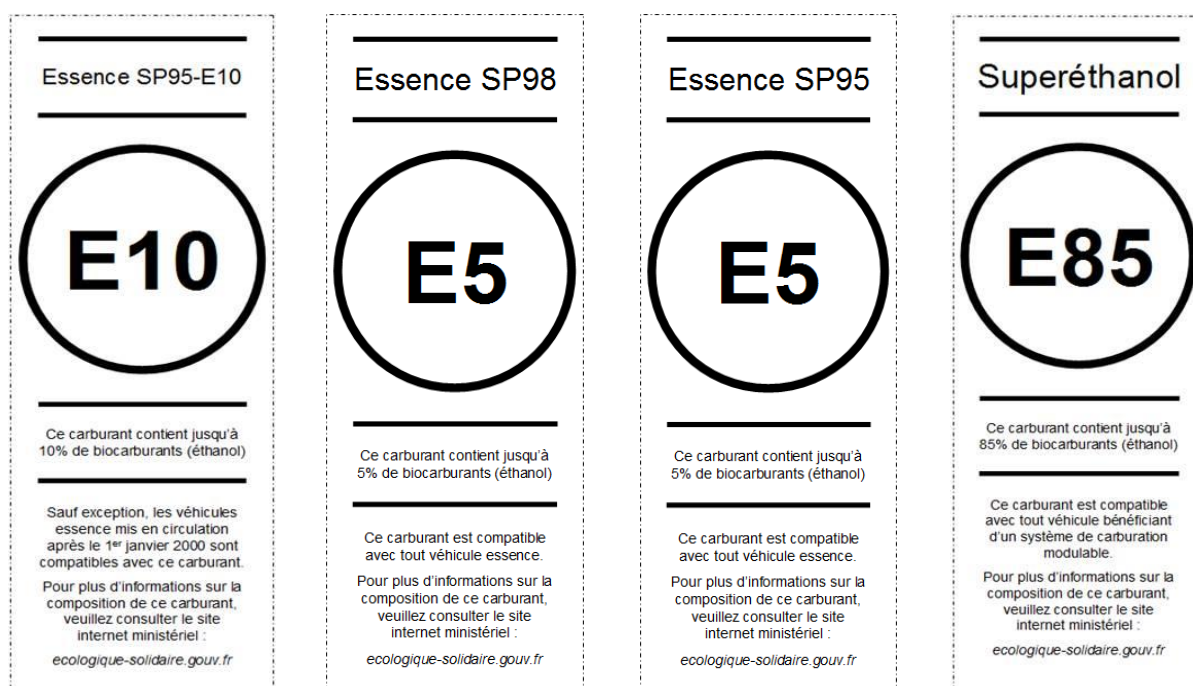 Essence SP95-E10
E10
Ce carburant contient jusqu'à
10% de biocarburants (éthanol)
Sauf exception, les véhicules
essence mis en circulation
après le 1er janvier 2000 sont
compatibles avec ce carburant.
Pour plus d'informations sur la
composition de ce carburant,
veuillez consulter le site
internet ministériel :
ecologique-solidaire.gouv.fr
Essence SP98
E5
Ce carburant contient jusqu'à
5% de biocarburants (éthanol)
Ce carburant est compatible
avec tout véhicule essence.
Pour plus d'informations sur la
composition de ce carburant,
veuillez consulter le site
internet ministériel :
ecologique-solidaire.gouv.fr
Essence SP95
E5
Ce carburant contient jusqu'à
5% de biocarburants (éthanol)
Ce carburant est compatible
avec tout véhicule essence.
Pour plus d'informations sur la
composition de ce carburant,
veuillez consulter le site
internet ministériel :
ecologique-solidaire.gouv.fr
Superéthanol
E85
Ce carburant contient jusqu'à
85% de biocarburants (éthanol)
Ce carburant est compatible
avec tout véhicule bénéficiant
d'un système de carburation
modulable.
Pour plus d'informations sur la
composition de ce carburant,
veuillez consulter le site
internet ministériel :
ecologique-solidaire.gouv.fr